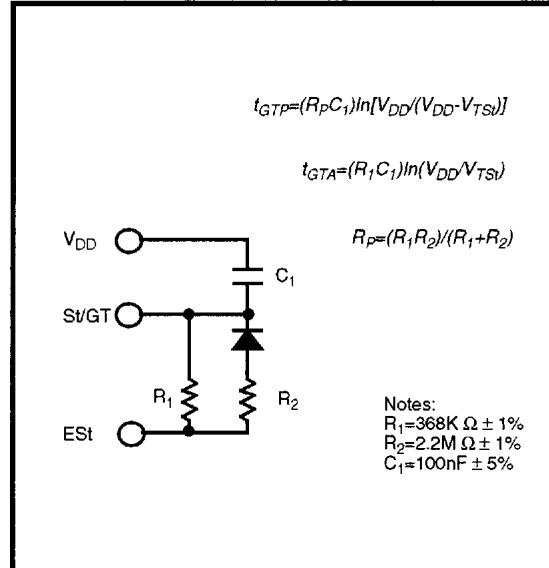 t_GTP=(R_PC_1)ln[V_DD/(V_DD-V_TSt)]
t_GTA=(R_1C_1)ln(V_DD/V_TSt)
R_P=(R_1R_2)/(R_1+R_2)
V_DD
C_1
St/GT
R_1
R_2
ESt
Notes:
R_1=368K Ω ± 1%
R_2=2.2M Ω ± 1%
C_1=100nF ± 5%